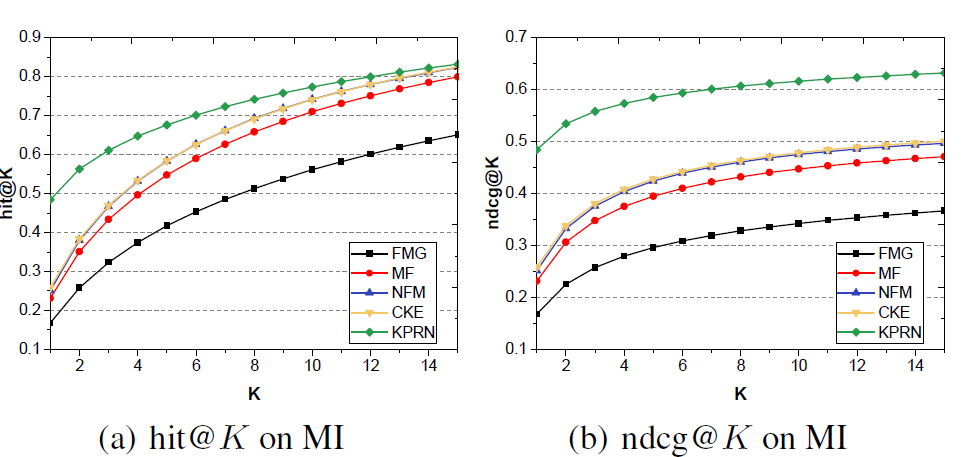 0.9
0.8
0.7
0.6
0.5
0.4
0.3
0.2
0.1
hit@K
2 4 6 8 10 12 14
K
FMG
MF
NFM
CKE
KPRN
(a) hit@K on MI
0.7
0.6
0.5
0.4
0.3
0.2
0.1
ndcg@K
2 4 6 8 10 12 14
K
FMG
MF
NFM
CKE
KPRN
(b) ndcg@K on MI